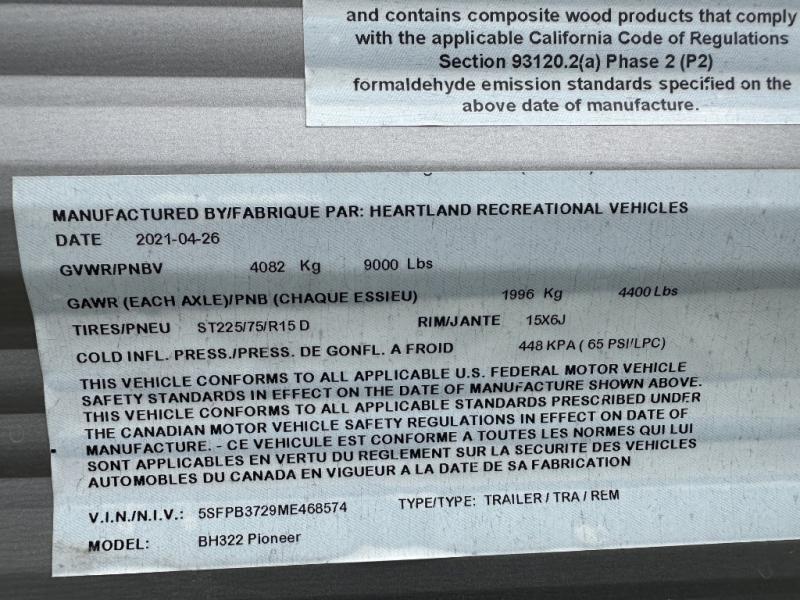 and contains composite wood products that comply
with the applicable California Code of Regulations
Section 93120.2(a) Phase 2 (P2)
formaldehyde emission standards specified on the
above date of manufacture.
MANUFACTURED BY/FABRIQUE PAR: HEARTLAND RECREATIONAL VEHICLES
DATE 2021-04-26
GVWR/PNBV 4082 Kg 9000 Lbs
GAWR (EACH AXLE)/PNB (CHAQUE ESSIEU) 1996 Kg 4400 Lbs
TIRES/PNEU ST225/75/R15 D RIM/JANTE 15X6J
COLD INFL. PRESS./PRESS. DE GONFL. A FROID 448 KPA ( 65 PSI/LPC)
THIS VEHICLE CONFORMS TO ALL APPLICABLE U.S. FEDERAL MOTOR VEHICLE
SAFETY STANDARDS IN EFFECT ON THE DATE OF MANUFACTURE SHOWN ABOVE.
THIS VEHICLE CONFORMS TO ALL APPLICABLE STANDARDS PRESCRIBED UNDER
THE CANADIAN MOTOR VEHICLE SAFETY REGULATIONS IN EFFECT ON DATE OF
MANUFACTURE. - CE VEHICULE EST CONFORME A TOUTES LES NORMES QUI LUI
SONT APPLICABLES EN VERTU DU REGLEMENT SUR LA SECURITE DES VEHICLES
AUTOMOBILES DU CANADA EN VIGUEUR A LA DATE DE SA FABRICATION
V.I.N./N.I.V.: 5SFPB3729ME468574 TYPE/TYPE: TRAILER / TRA / REM
MODEL: BH322 Pioneer